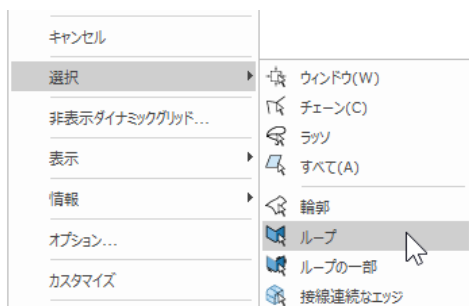 キャンセル
選択
非表示ダイナミックグリッド...
表示
情報
オプション...
カスタマイズ
ウィンドウ(W)
チェーン(C)
ラッソ
すべて(A)
輪郭
ループ
ループの一部
接線連続なエッジ